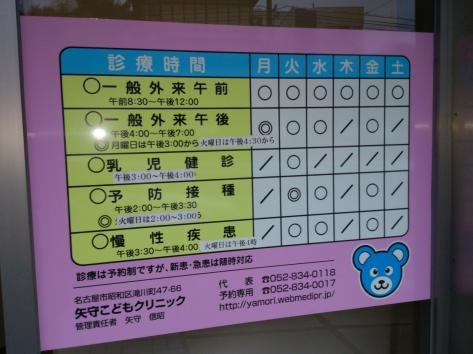 診療時間 月 火 水 木 金 土
○一般外来午前 ○ ○ ○ ○ ○ ○
午前8:30~午後12:00
○一般外来午後 ◎ ○ ○ / ○ /
午後4:00~午後7:00
◎月曜日は午後3:00から 火曜日は午後4:30から
○乳児健診 / ○ ○ / ○ /
午後3:00~午後4:00
○予防接種 / ◎ ○ / ○ /
午後2:00~午後3:30
◎火曜日は2:00~3:00
○慢性疾患 / ○ ○ / ○ /
午後3:30~午後4:00 火曜日は午後4時
診療は予約制ですが、新患・急患は随時対応
名古屋市昭和区滝川町47-66
矢守こどもクリニック
管理責任者 矢守 信昭
代表 ☎052-834-0118
予約専用 ☎052-834-0017
http://yamori.webmedipr.jp/